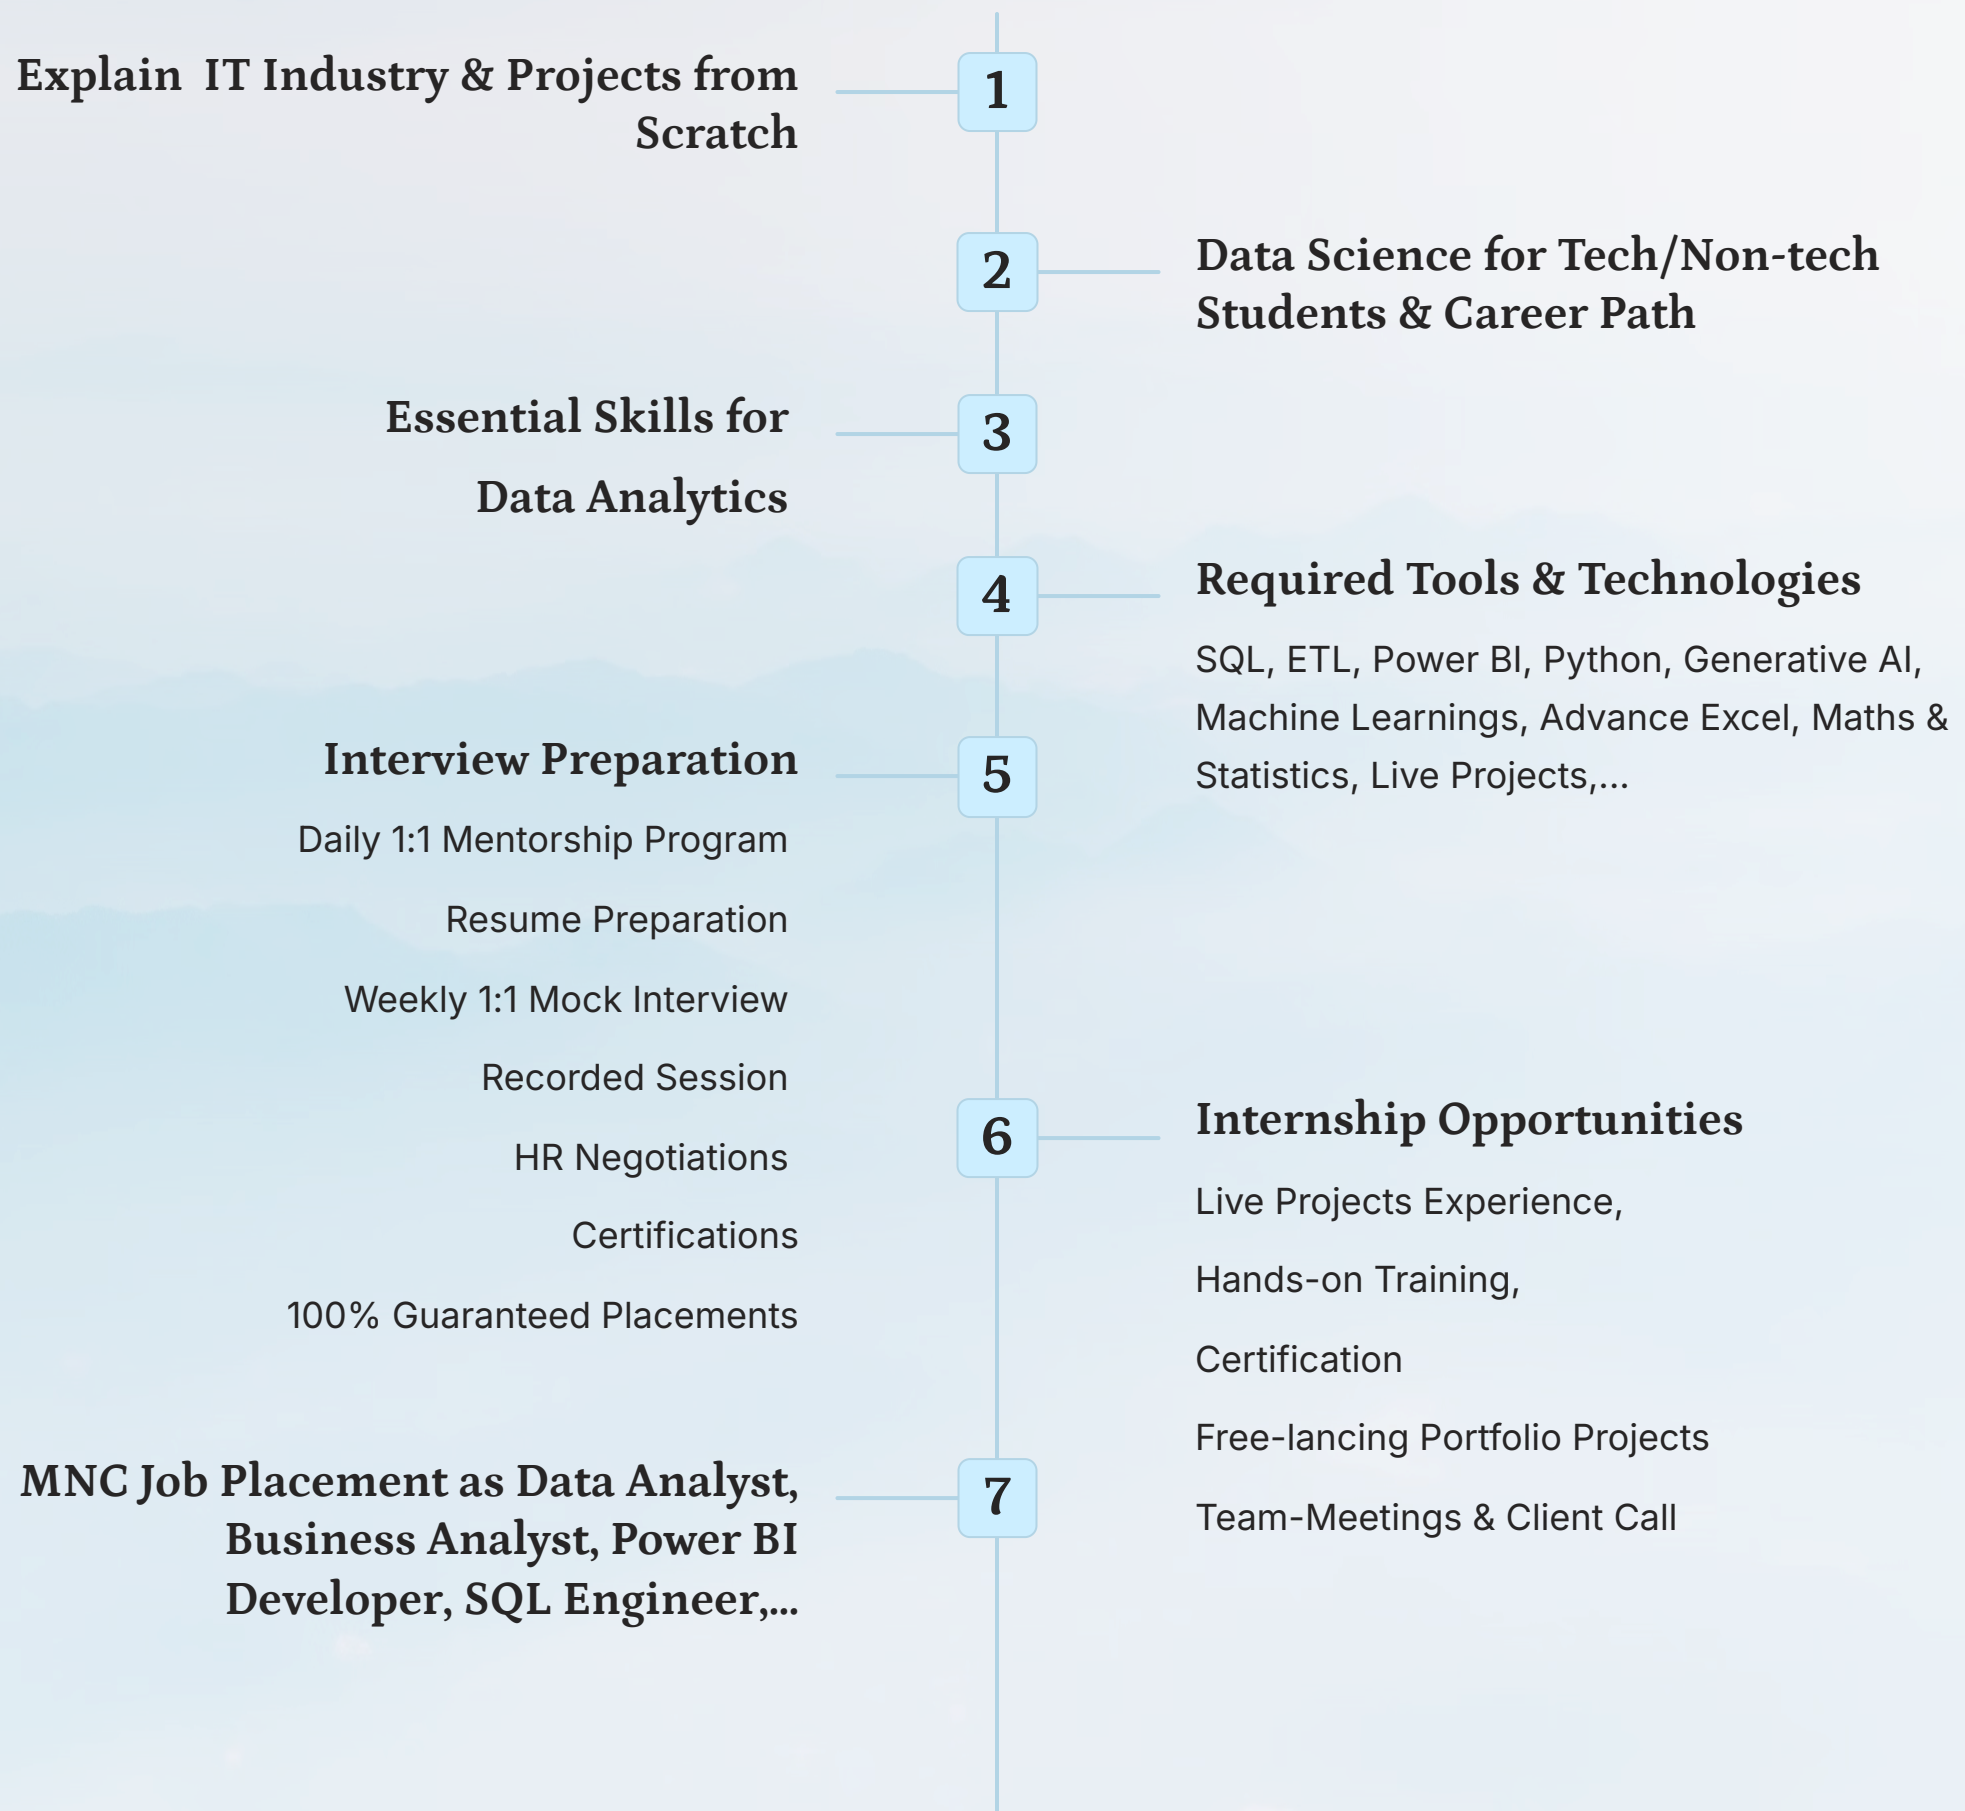 Explain  IT Industry & Projects from
Scratch
1
2
Data Science for Tech/Non-tech
Students & Career Path
Essential Skills for
Data Analytics
3
4
Required Tools & Technologies
SQL, ETL, Power BI, Python, Generative AI,
Machine Learnings, Advance Excel, Maths &
Statistics, Live Projects,...
Interview Preparation
5
Daily 1:1 Mentorship Program
Resume Preparation
Weekly 1:1 Mock Interview
Recorded Session
HR Negotiations
Certifications
100% Guaranteed Placements
6
Internship Opportunities
Live Projects Experience,
Hands-on Training,
Certification
Free-lancing Portfolio Projects
Team-Meetings & Client Call
MNC Job Placement as Data Analyst,
Business Analyst, Power BI
Developer, SQL Engineer,...
7